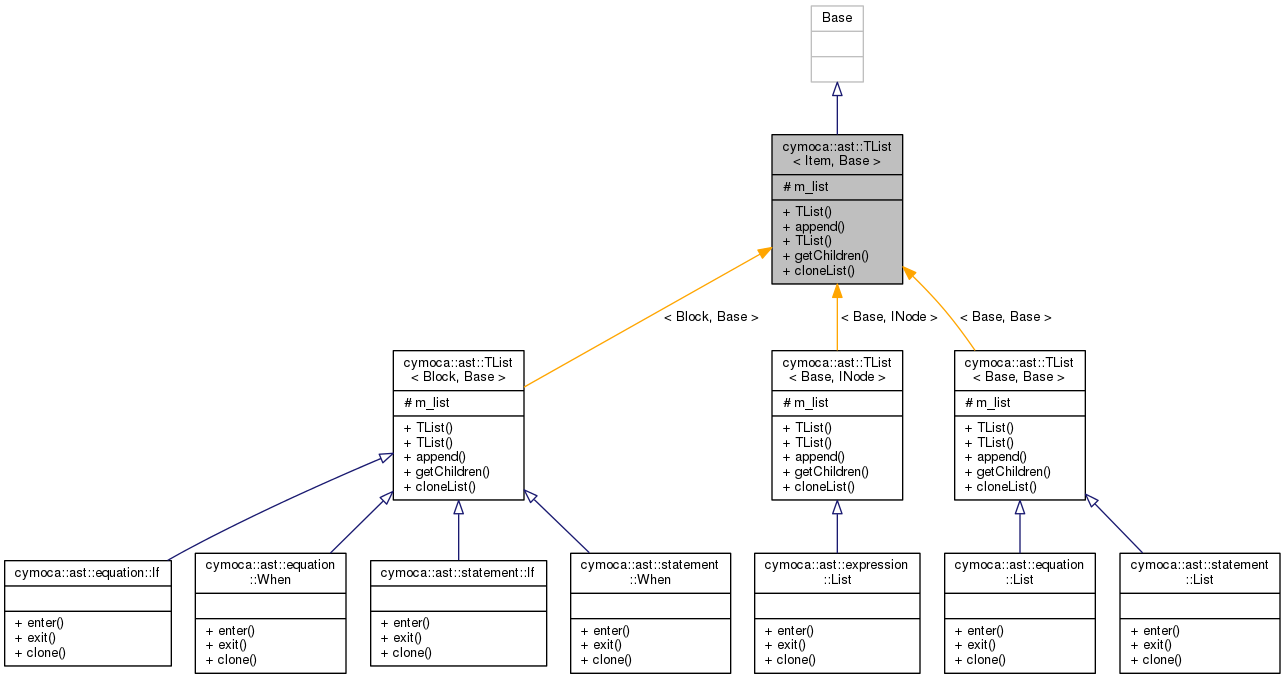 Base
cymoca::ast::TList
< Item, Base >
# m_list
+ TList()
+ append()
+ TList()
+ getChildren()
+ cloneList()
< Block, Base >
< Base, INode >
< Base, Base >
cymoca::ast::TList
< Block, Base >
# m_list
+ TList()
+ TList()
+ append()
+ getChildren()
+ cloneList()
cymoca::ast::TList
< Base, INode >
# m_list
+ TList()
+ TList()
+ append()
+ getChildren()
+ cloneList()
cymoca::ast::TList
< Base, Base >
# m_list
+ TList()
+ TList()
+ append()
+ getChildren()
+ cloneList()
cymoca::ast::equation::If
+ enter()
+ exit()
+ clone()
cymoca::ast::equation
::When
+ enter()
+ exit()
+ clone()
cymoca::ast::statement::If
+ enter()
+ exit()
+ clone()
cymoca::ast::statement
::When
+ enter()
+ exit()
+ clone()
cymoca::ast::expression
::List
+ enter()
+ exit()
+ clone()
cymoca::ast::equation
::List
+ enter()
+ exit()
+ clone()
cymoca::ast::statement
::List
+ enter()
+ exit()
+ clone()